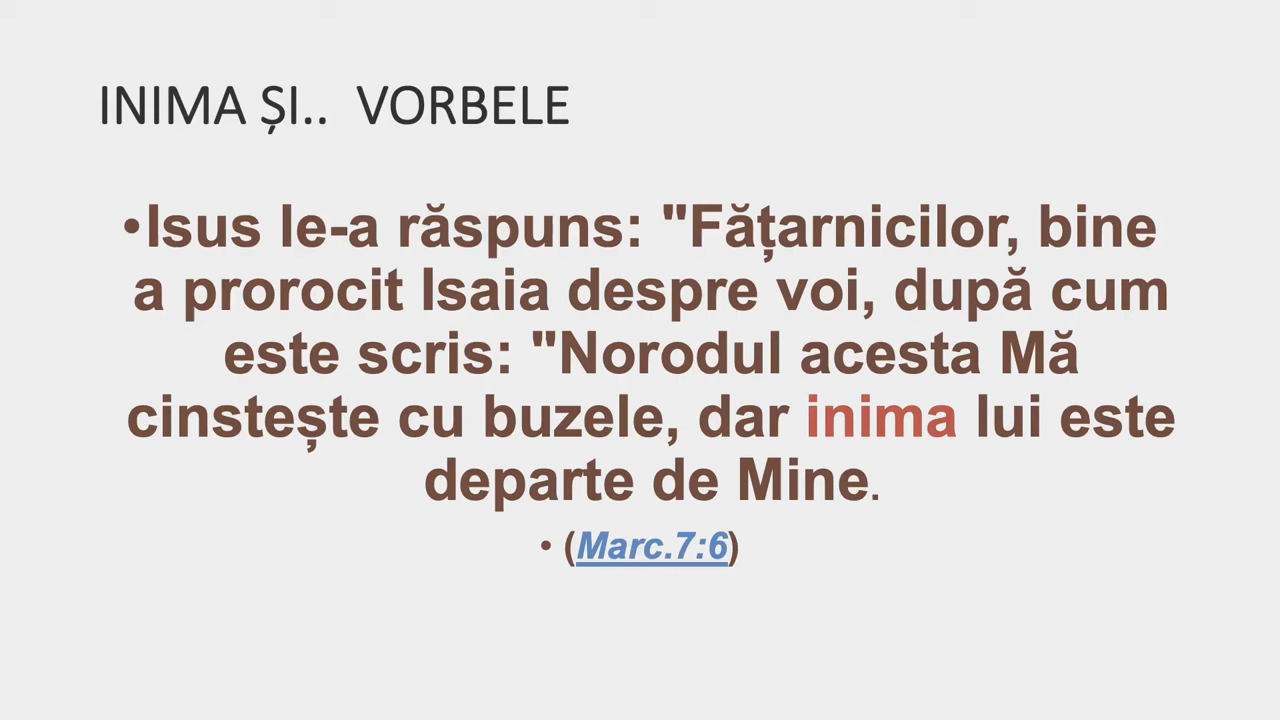 INIMA ȘI.. VORBELE
•Isus le-a răspuns: "Fățarnicilor, bine
a prorocit Isaia despre voi, după cum
este scris: "Norodul acesta Mă
cinstește cu buzele, dar inima lui este
departe de Mine.
• (Marc.7:6)